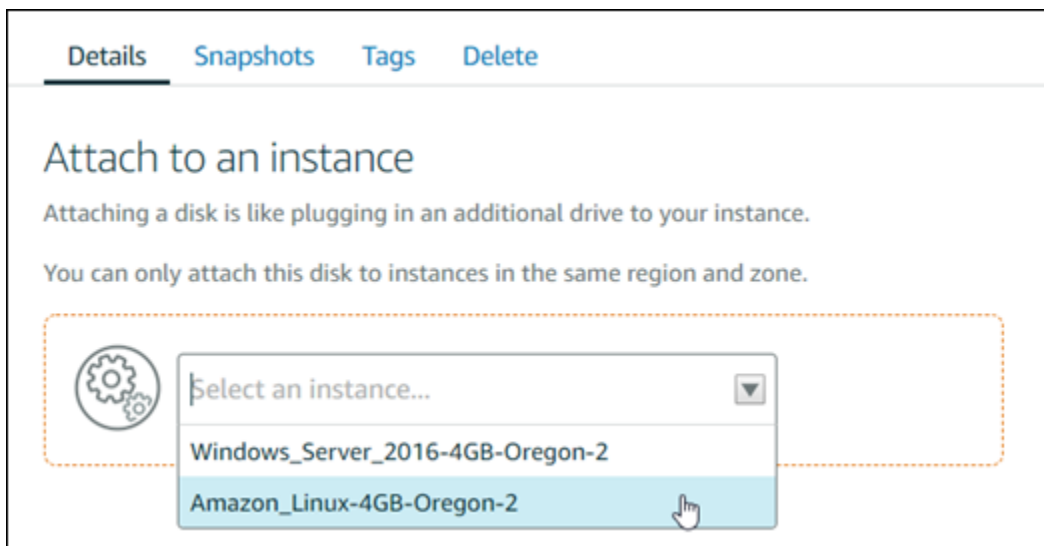 Details Snapshots Tags Delete
Attach to an instance
Attaching a disk is like plugging in an additional drive to your instance.
You can only attach this disk to instances in the same region and zone.
Select an instance...
Windows_Server_2016-4GB-Oregon-2
Amazon_Linux-4GB-Oregon-2